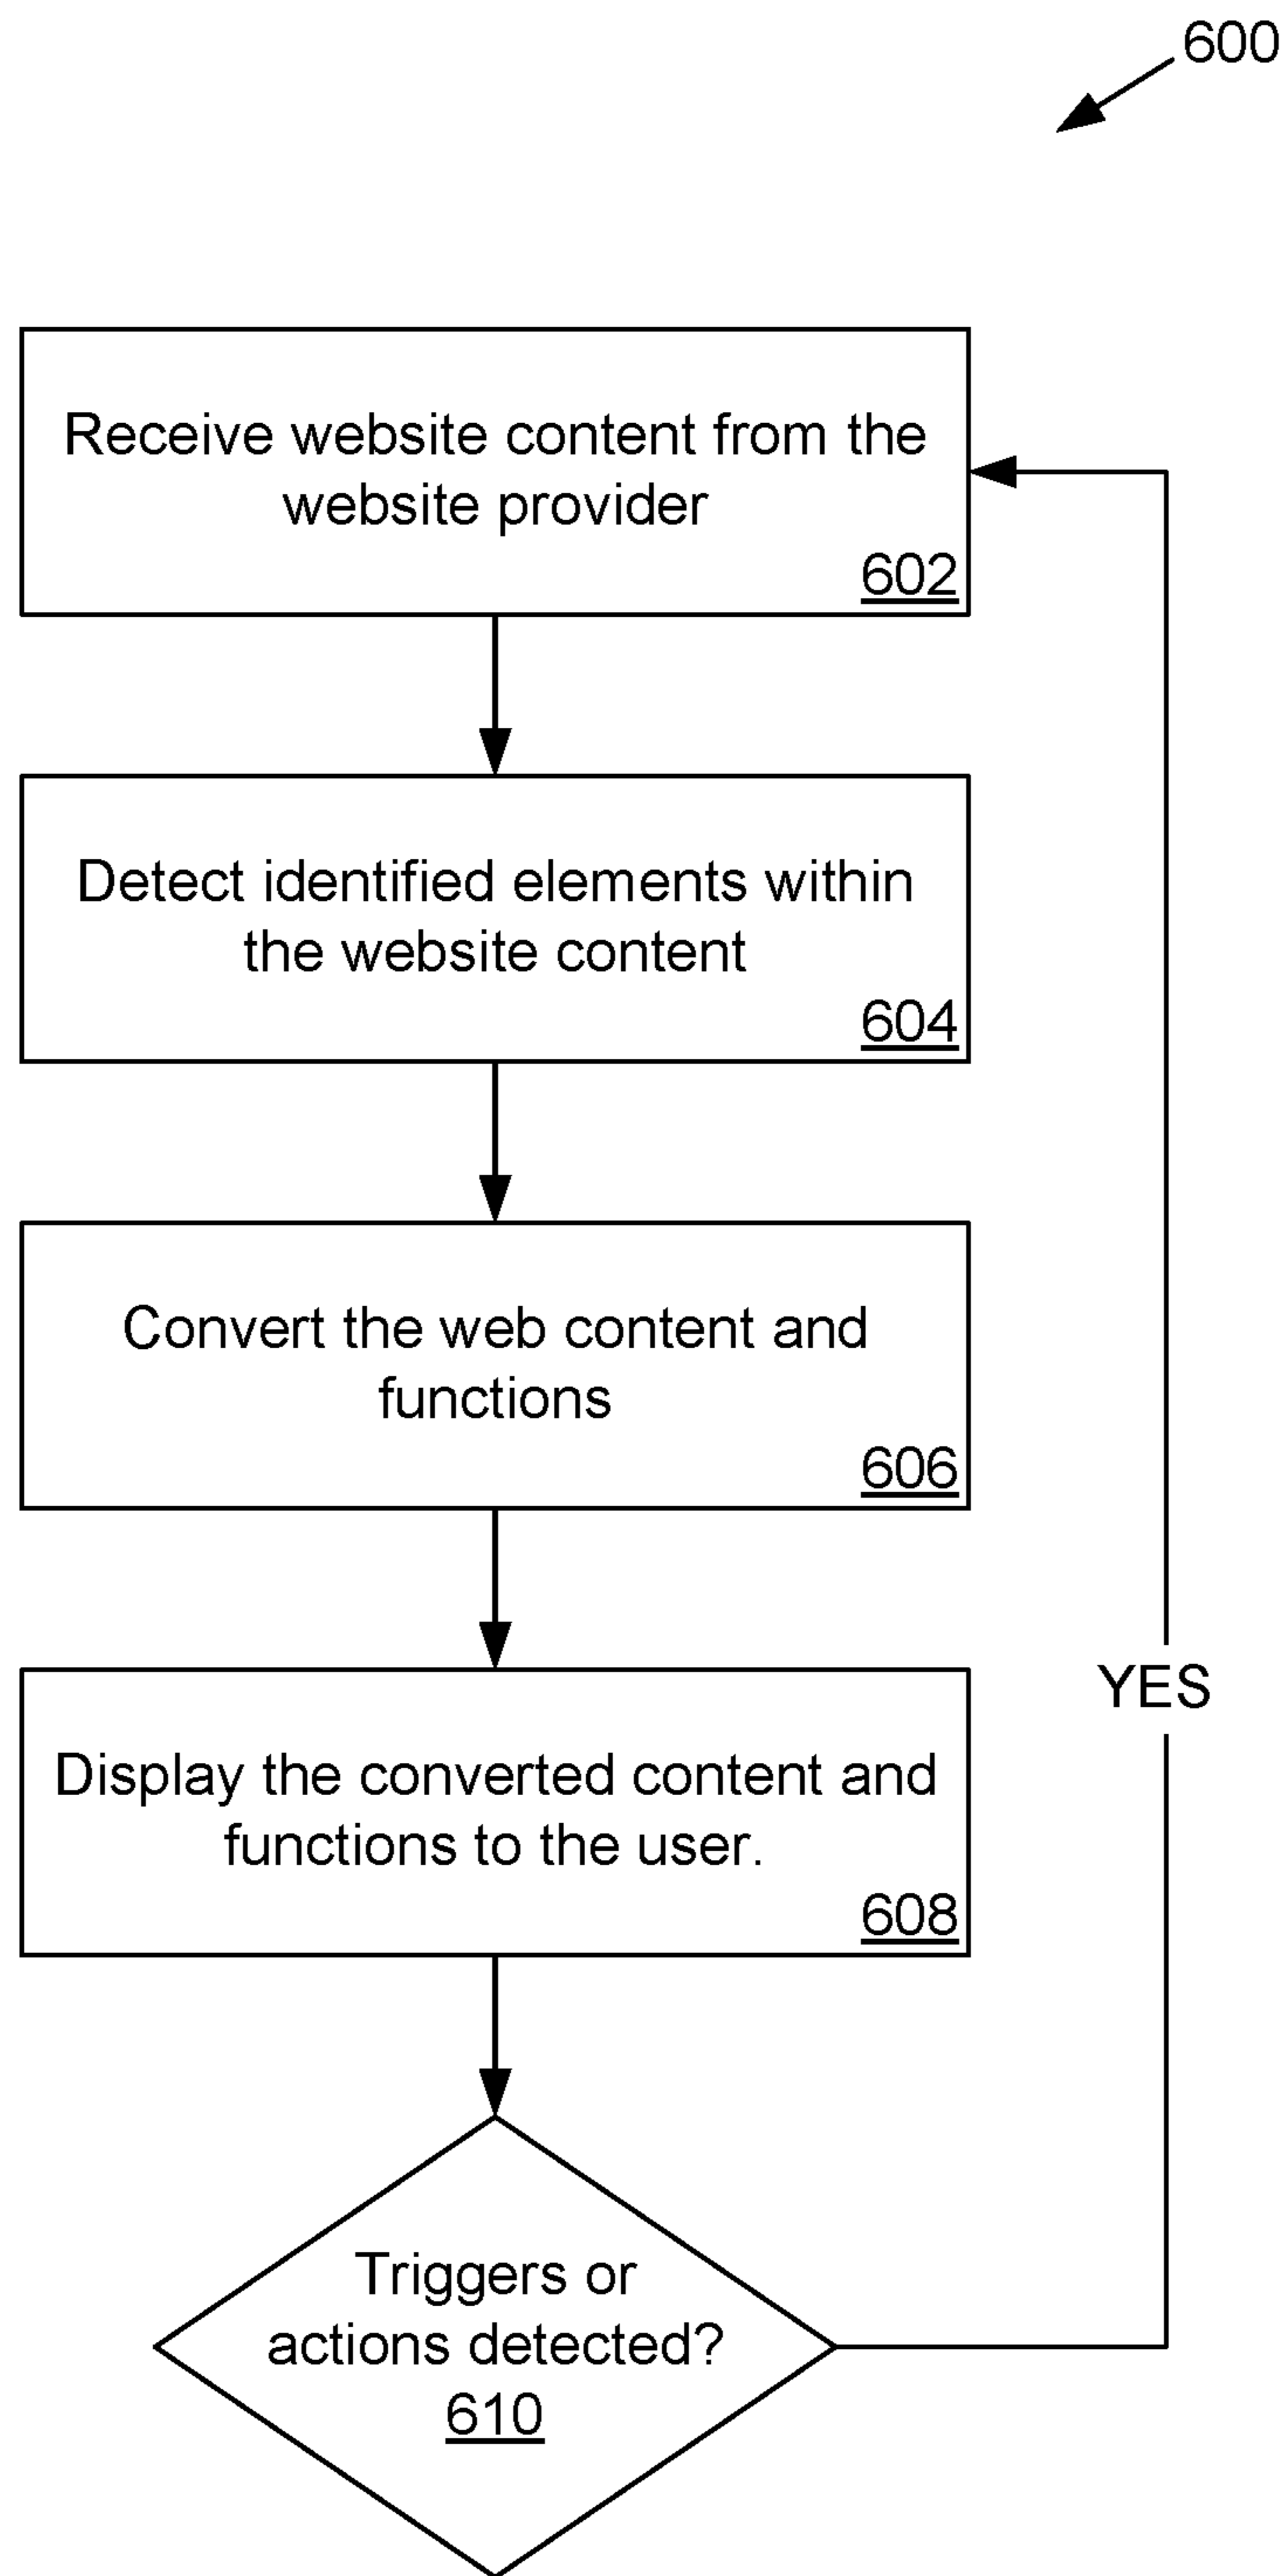 600
Receive website content from the
website provider
602
Detect identified elements within
the website content
604
Convert the web content and
functions
606
YES
Display the converted content and
functions to the user.
608
Triggers or
actions detected?
610